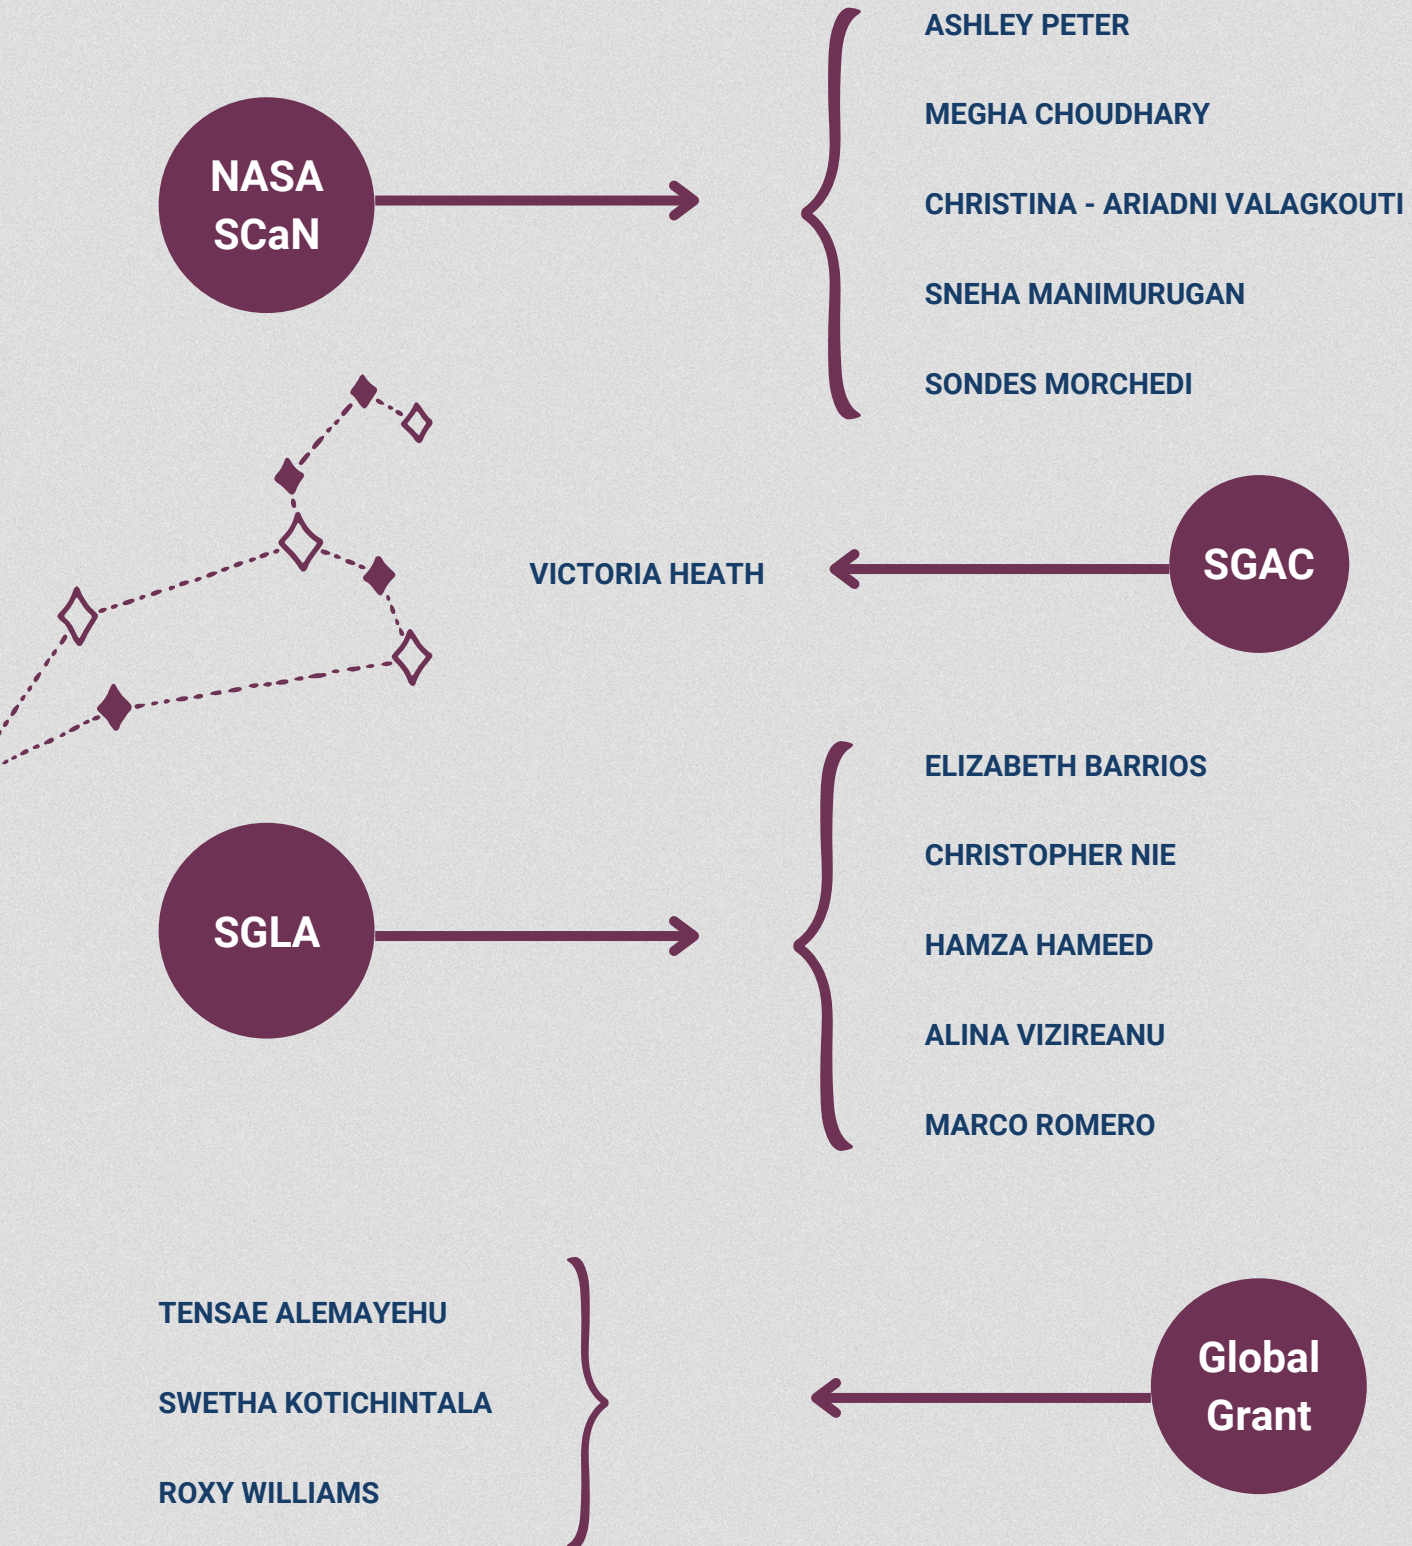 NASA
SCaN
ASHLEY PETER
MEGHA CHOUDHARY
CHRISTINA - ARIADNI VALAGKOUTI
SNEHA MANIMURUGAN
SONDES MORCHEDI
VICTORIA HEATH
SGAC
SGLA
ELIZABETH BARRIOS
CHRISTOPHER NIE
HAMZA HAMEED
ALINA VIZIREANU
MARCO ROMERO
TENSAE ALEMAYEHU
SWETHA KOTICHINTALA
ROXY WILLIAMS
Global
Grant